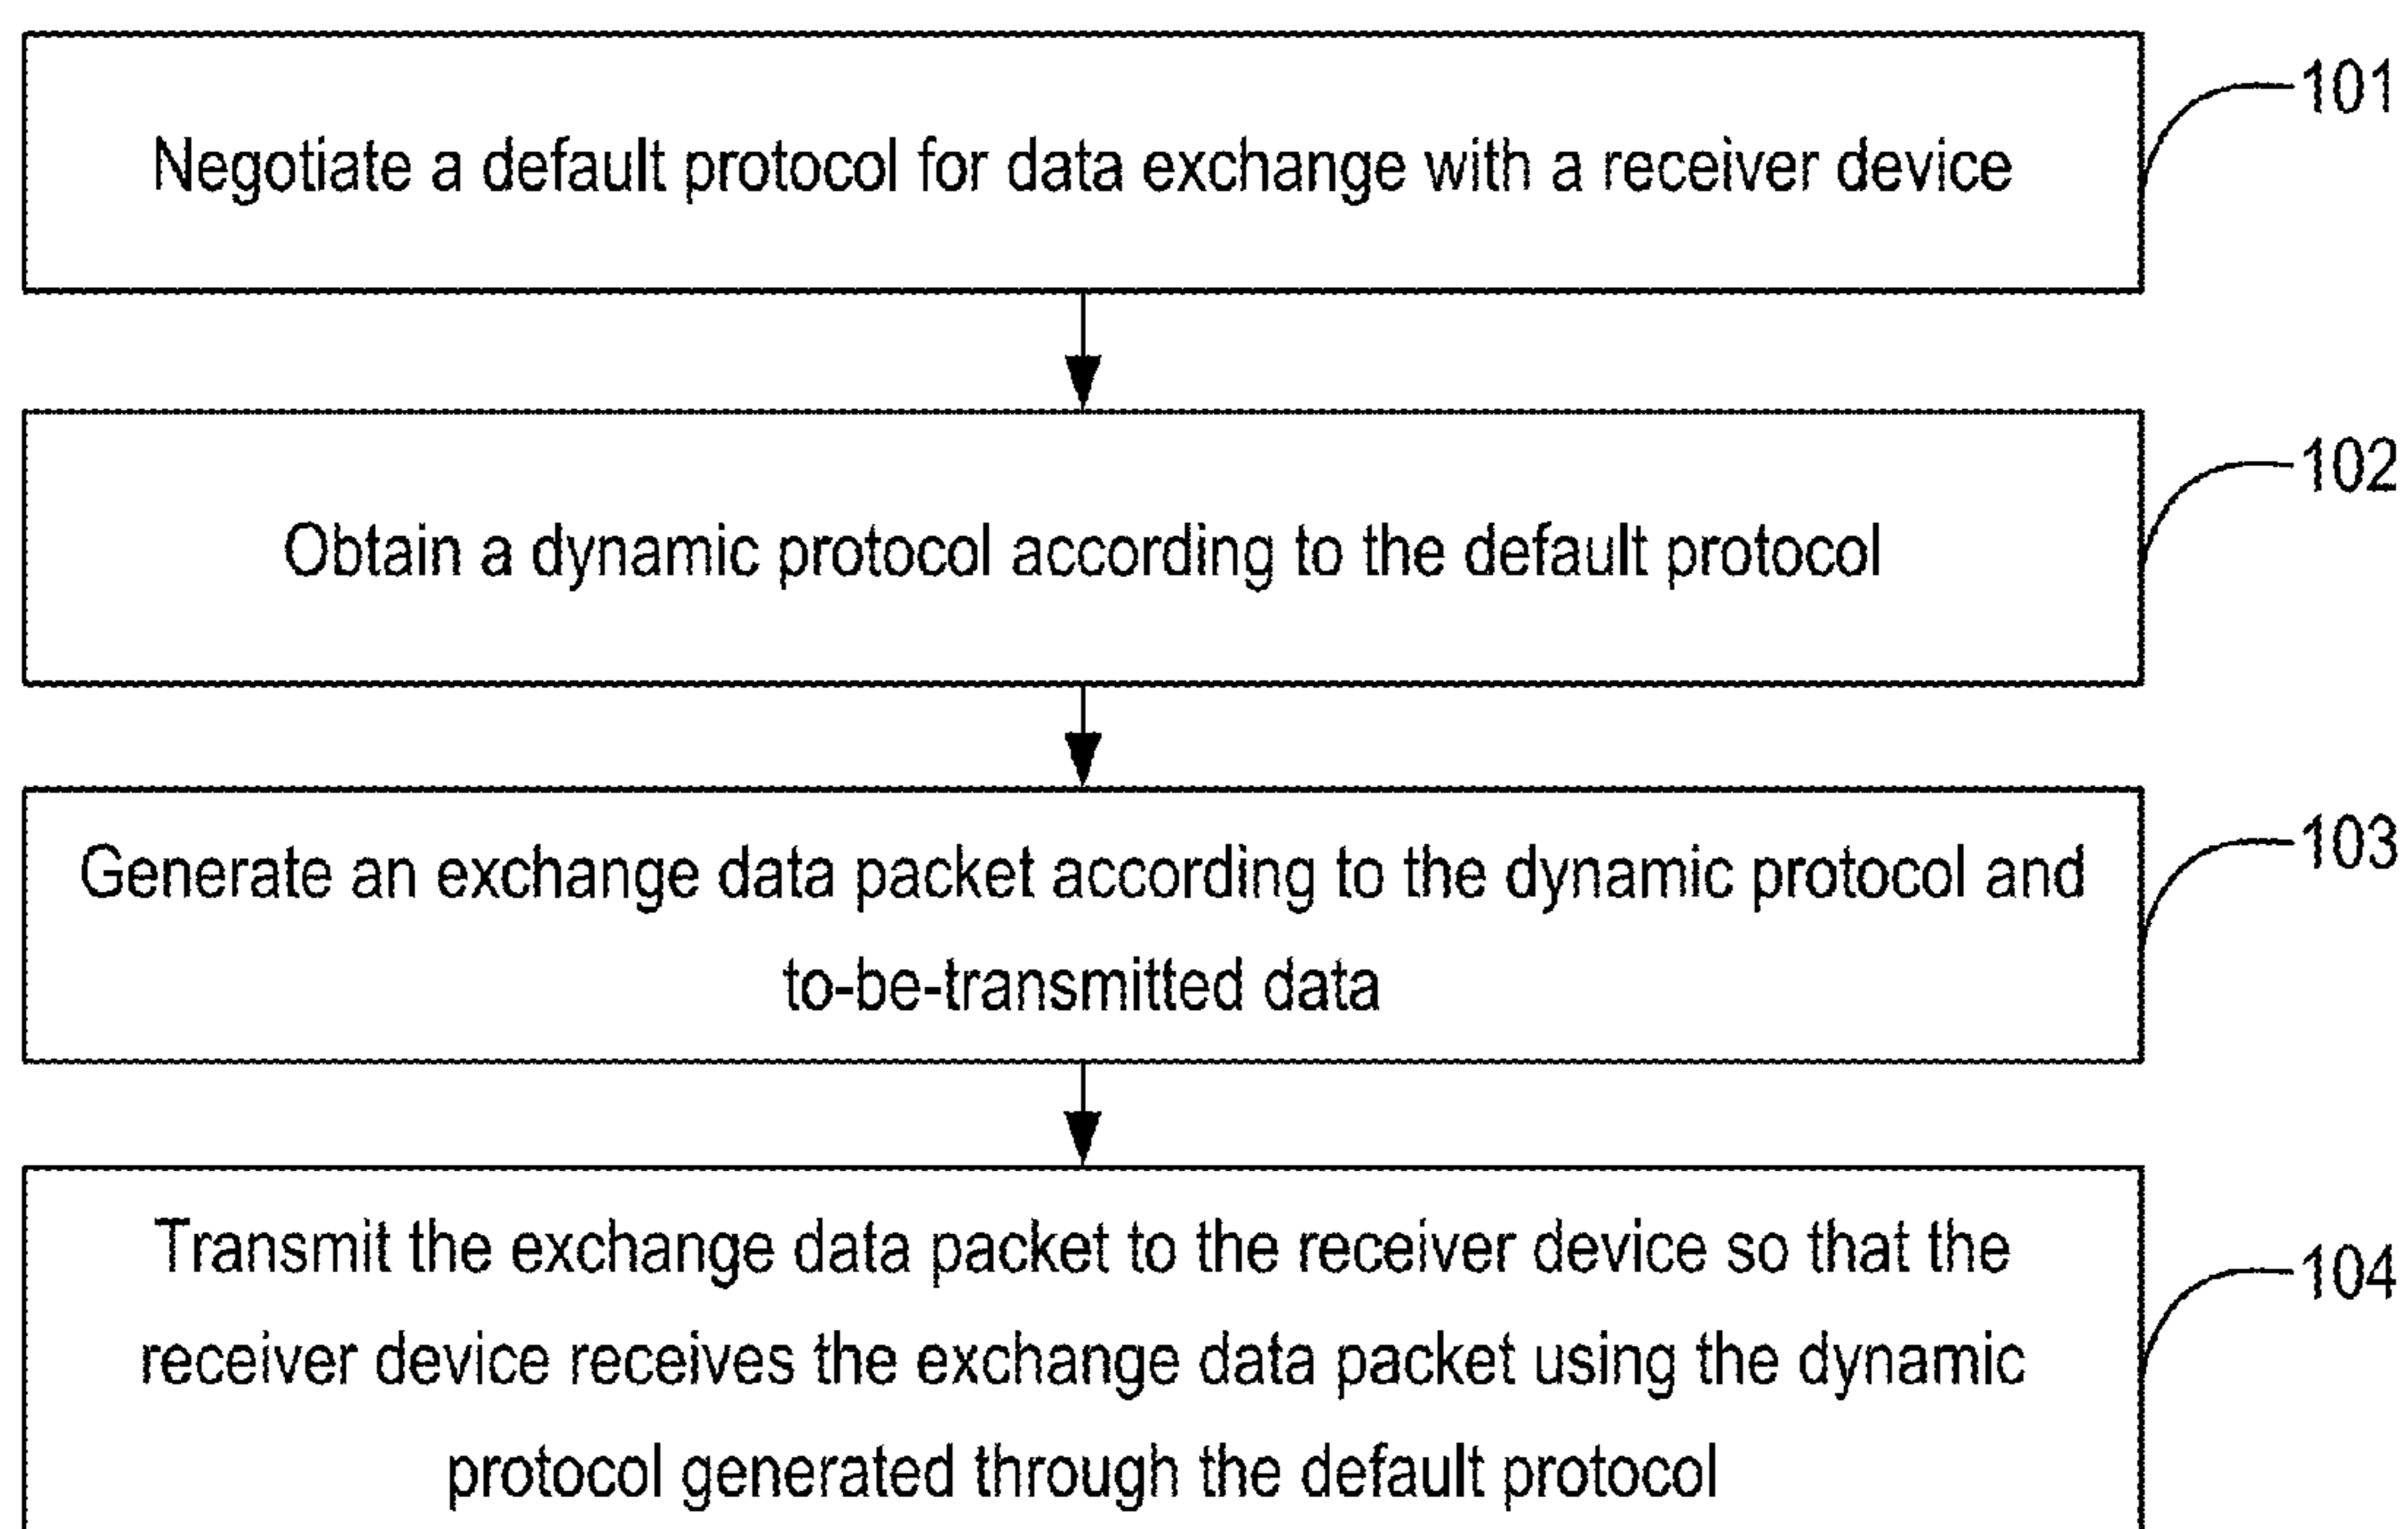 101
Negotiate a default protocol for data exchange with a receiver device
102
Obtain a dynamic protocol according to the default protocol
103
Generate an exchange data packet according to the dynamic protocol and
to-be-transmitted data
Transmit the exchange data packet to the receiver device so that the
104
receiver device receives the exchange data packet using the dynamic
protocol generated through the default protocol